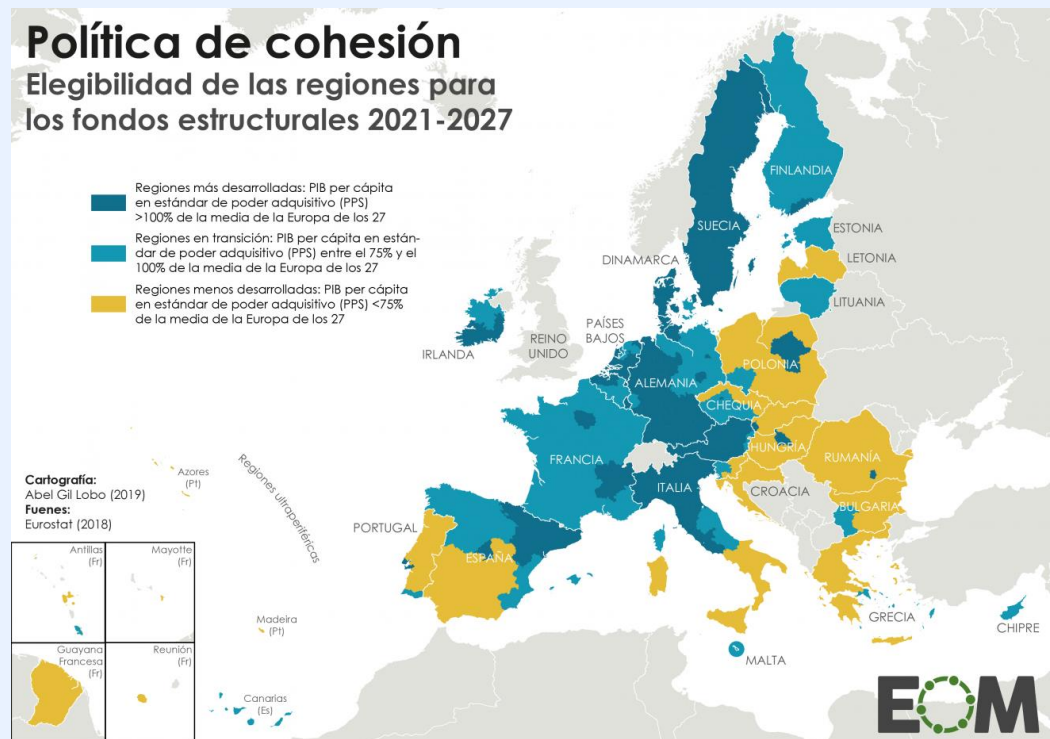 Política de cohesión
Elegibilidad de las regiones para
los fondos estructurales 2021-2027
Regiones más desarrolladas: PIB per cápita
en estándar de poder adquisitivo (PPS)
>100% de la media de la Europa de los 27
Regiones en transición: PIB per cápita en están-
dar de poder adquisitivo (PPS) entre el 75% y el
100% de la media de la Europa de los 27
Regiones menos desarrolladas: PIB per cápita
en estándar de poder adquisitivo (PPS) <75%
de la media de la Europa de los 27
FINLANDIA
SUECIA
ESTONIA
LETONIA
DINAMARCA
LITUANIA
PAÍSES
BAJOS
REINO
UNIDO
IRLANDA
POLONIA
ALEMANIA
CHEQUIA
HUNGRÍA
RUMANÍA
FRANCIA
ITALIA
CROACIA
BULGARIA
PORTUGAL
ESPAÑA
GRECIA
CHIPRE
MALTA
Regiones ultraperiféricas
Azores
(Pt)
Cartografía:
Abel Gil Lobo (2019)
Fuenes:
Eurostat (2018)
Antillas
(Fr)
Mayotte
(Fr)
Guayana
Francesa
(Fr)
Reunión
(Fr)
Madeira
(Pt)
Canarias
(Es)
EOM